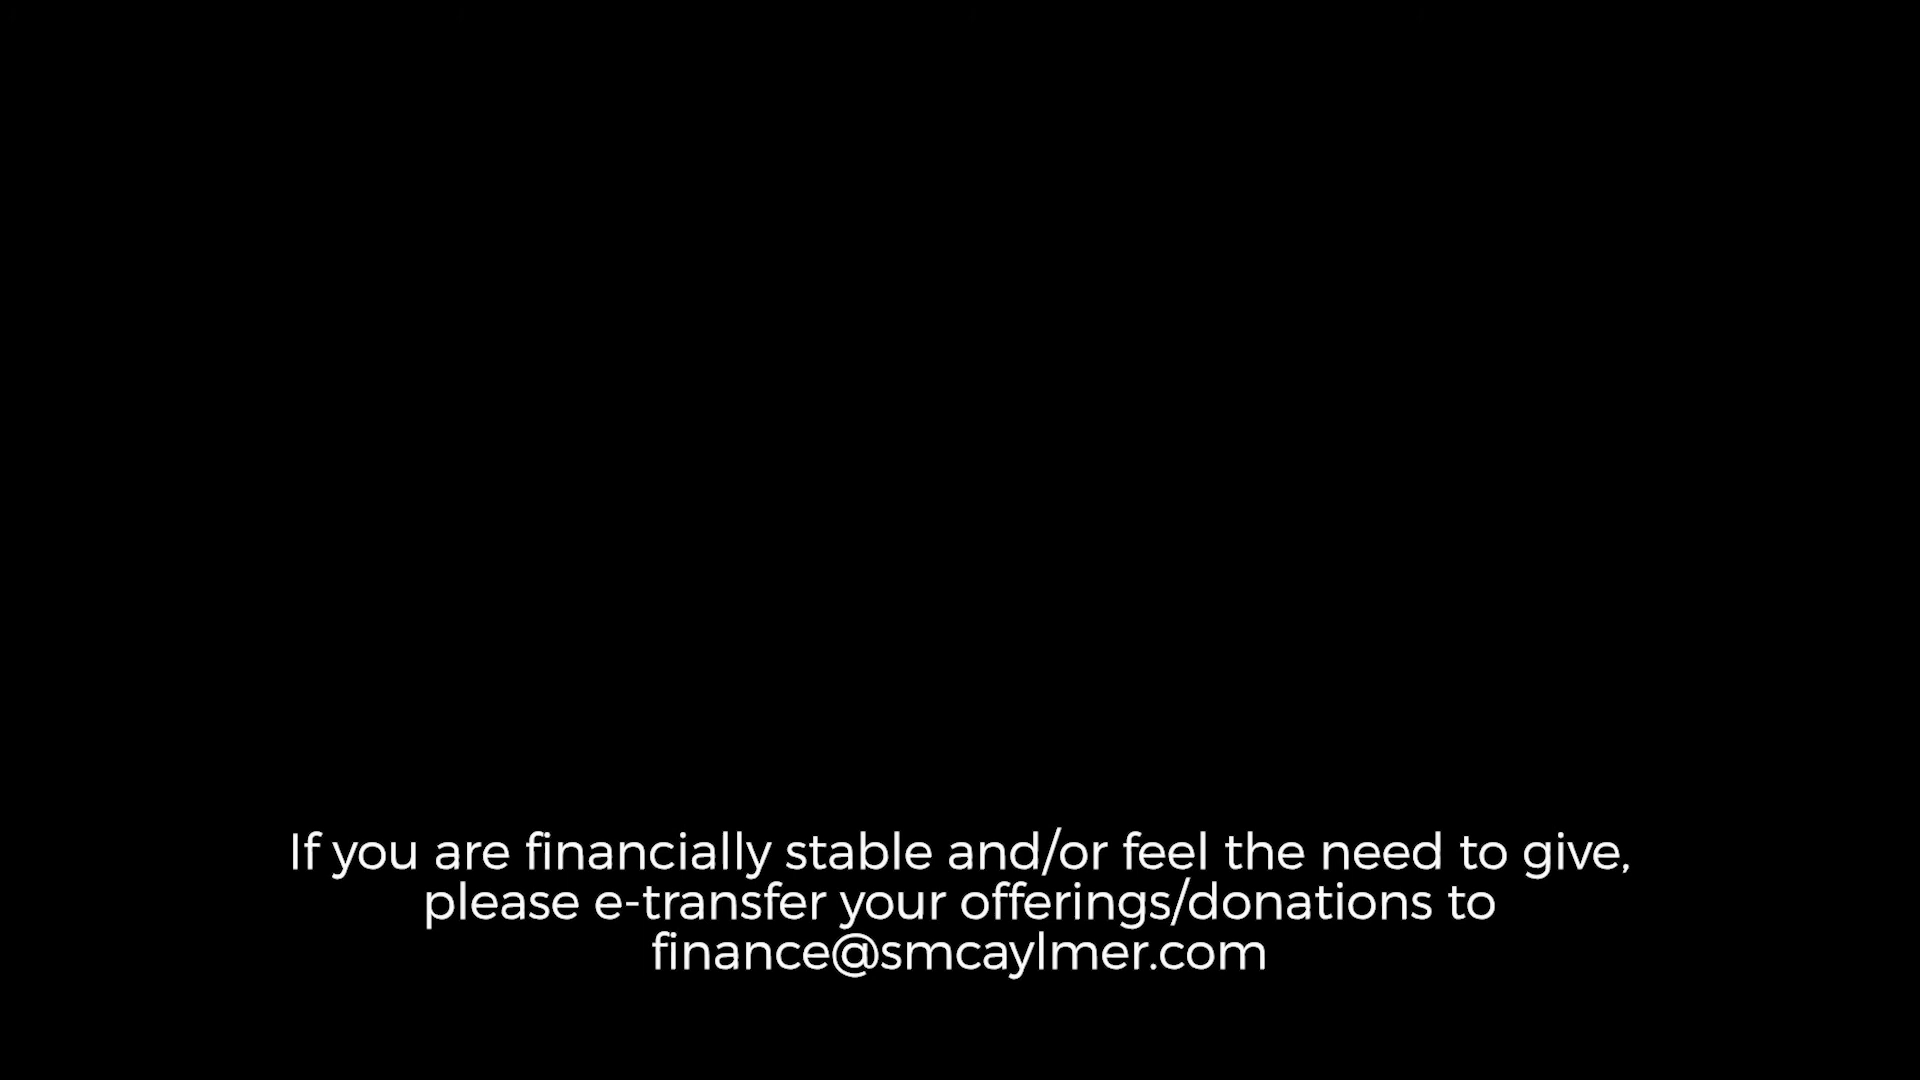 If you are financially stable and/or feel the need to give,
please e-transfer your offerings/donations to
finance@smcaylmer.com